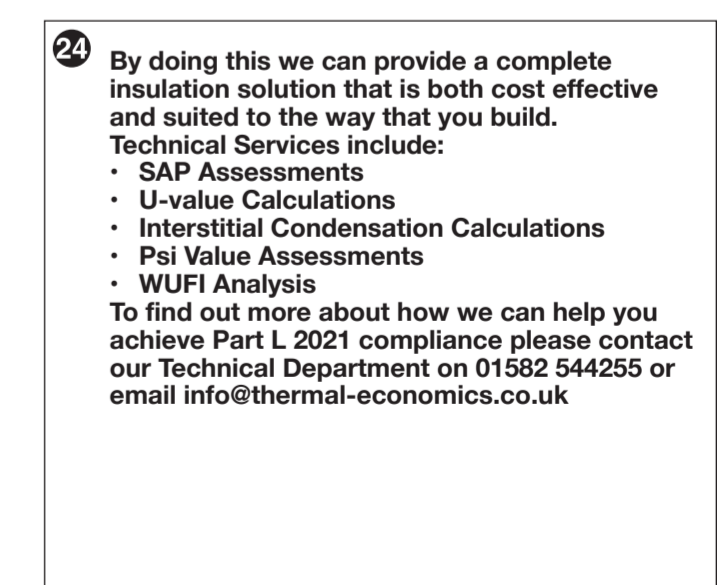 24
By doing this we can provide a complete
insulation solution that is both cost effective
and suited to the way that you build.
Technical Services include:
• SAP Assessments
• U-value Calculations
• Interstitial Condensation Calculations
• Psi Value Assessments
• WUFI Analysis
To find out more about how we can help you
achieve Part L 2021 compliance please contact
our Technical Department on 01582 544255 or
email info@thermal-economics.co.uk